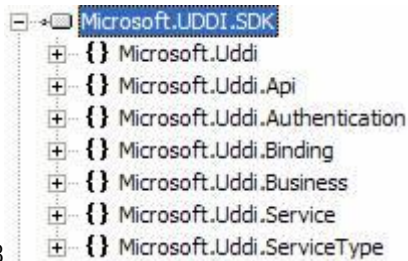 Microsoft.UDDI.SDK
{} Microsoft.Uddi
{} Microsoft.Uddi.Api
{} Microsoft.Uddi.Authentication
{} Microsoft.Uddi.Binding
{} Microsoft.Uddi.Business
{} Microsoft.Uddi.Service
{} Microsoft.Uddi.ServiceType